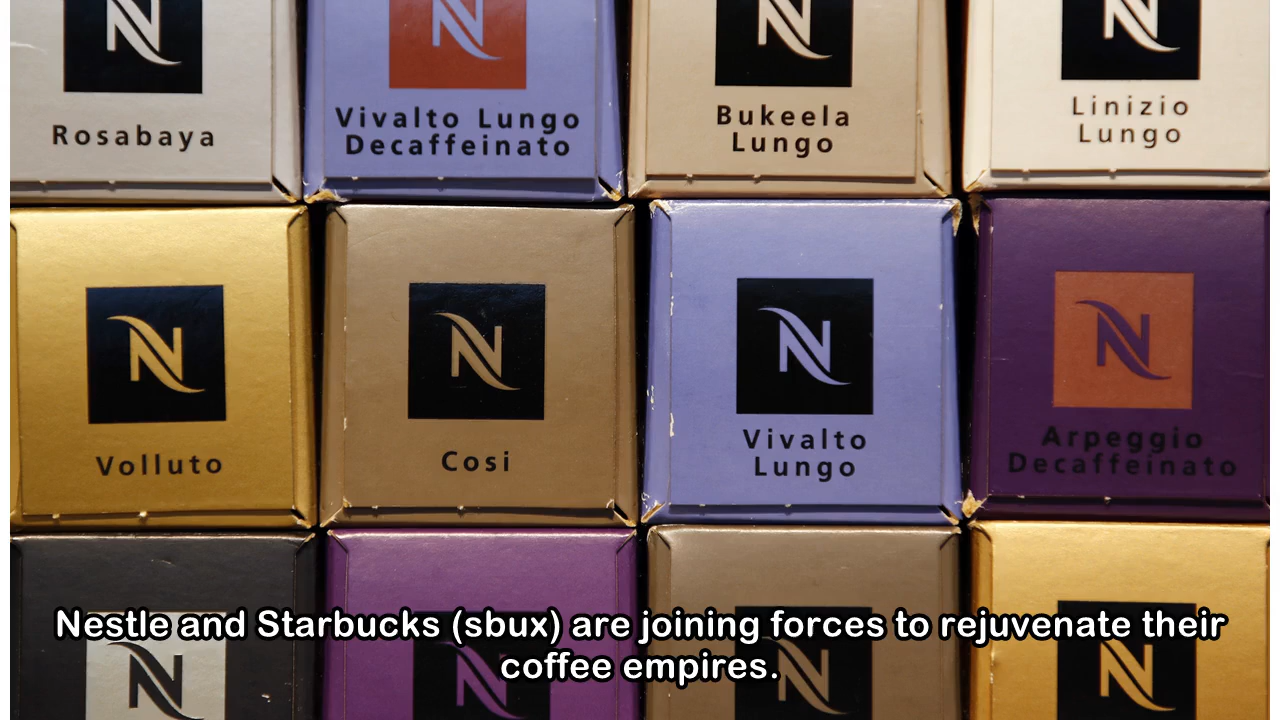 Rosabaya
Vivalto Lungo
Decaffeinato
Bukeela
Lungo
Linizio
Lungo
N
N
N
N
Volluto
Cosi
Vivalto
Lungo
Arpeggio
Decaffeinato
Nestle and Starbucks (sbux) are joining forces to rejuvenate their
coffee empires.